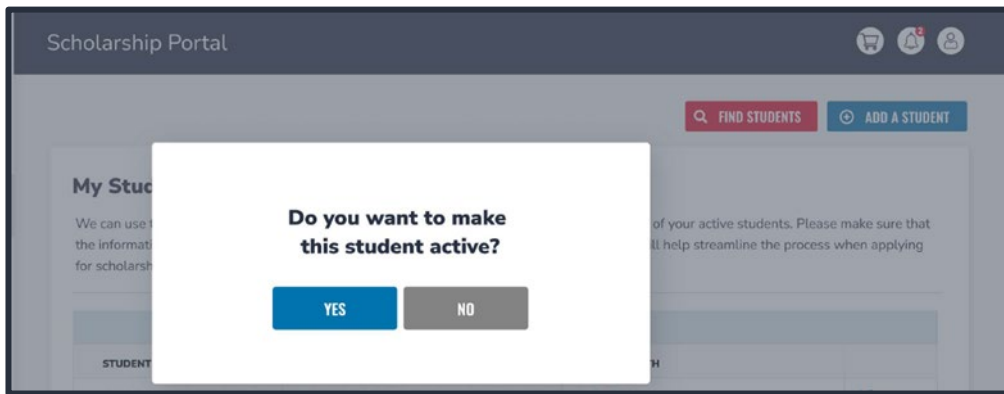 Scholarship Portal
2
FIND STUDENTS
ADD A STUDENT
My Stud
We can use of your active students. Please make sure that
the informati ll help streamline the process when applying
for scholarsh
Do you want to make
this student active?
YES
NO
STUDENT